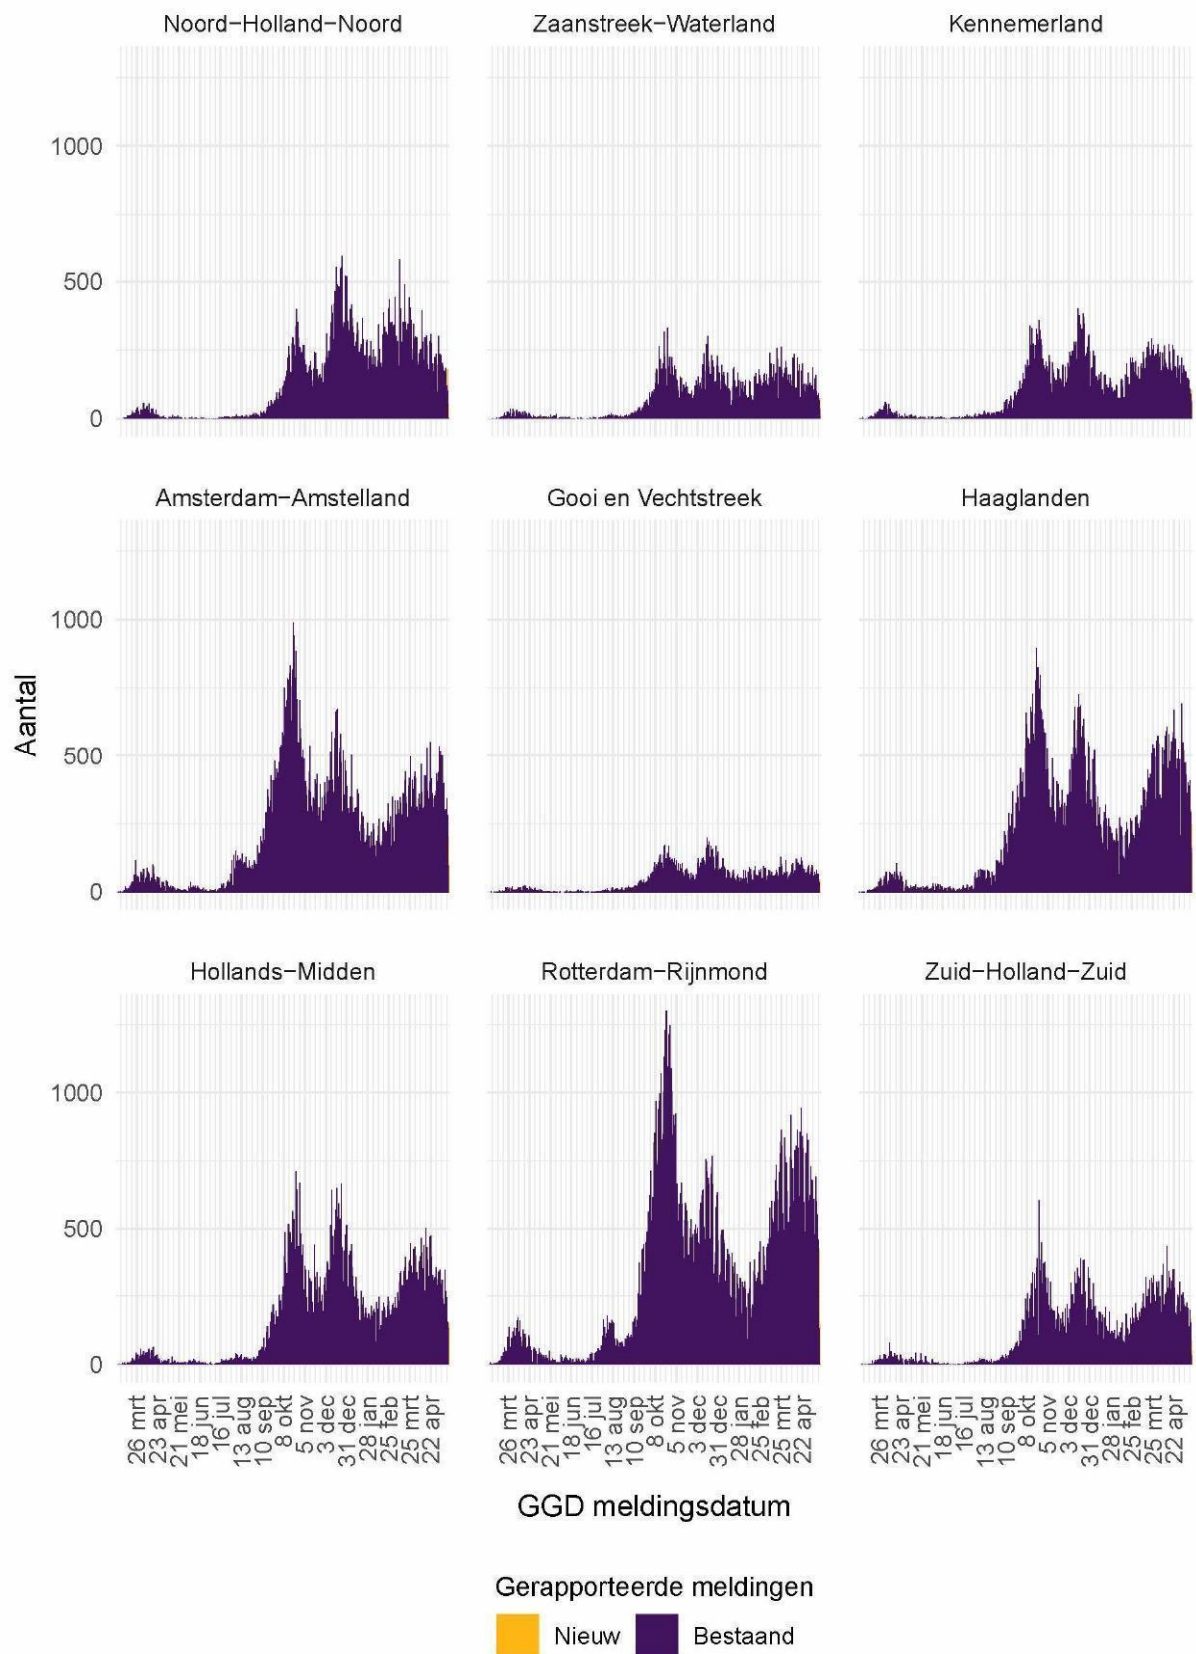 Noord−Holland−Noord Zaanstreek−Waterland Kennemerland
1000
500
0
Amsterdam−Amstelland Gooi en Vechtstreek Haaglanden
1000
500
0
Aantal
Hollands−Midden Rotterdam−Rijnmond Zuid−Holland−Zuid
1000
500
0
26 mrt 23 apr 21 mei 18 jun 16 jul 13 aug 10 sep 8 okt 5 nov 3 dec 31 dec 28 jan 25 feb 25 mrt 22 apr
26 mrt 23 apr 21 mei 18 jun 16 jul 13 aug 10 sep 8 okt 5 nov 3 dec 31 dec 28 jan 25 feb 25 mrt 22 apr
26 mrt 23 apr 21 mei 18 jun 16 jul 13 aug 10 sep 8 okt 5 nov 3 dec 31 dec 28 jan 25 feb 25 mrt 22 apr
GGD meldingsdatum
Gerapporteerde meldingen
Nieuw Bestaand